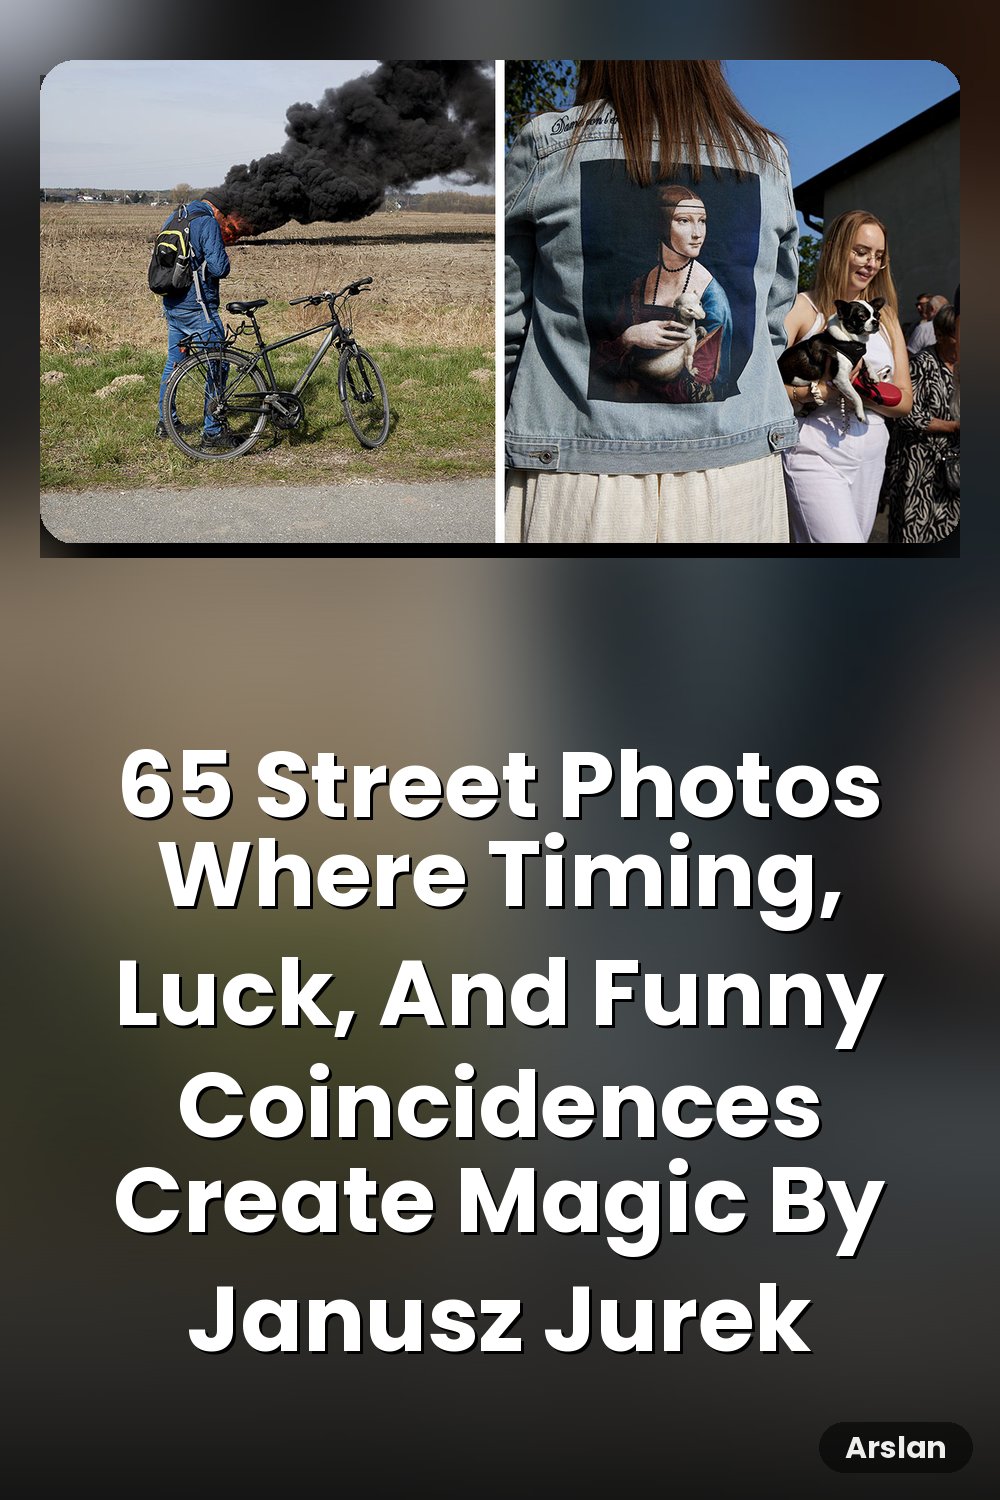 65 Street Photos
Where Timing,
Luck, And Funny
Coincidences
Create Magic By
Janusz Jurek
Arslan